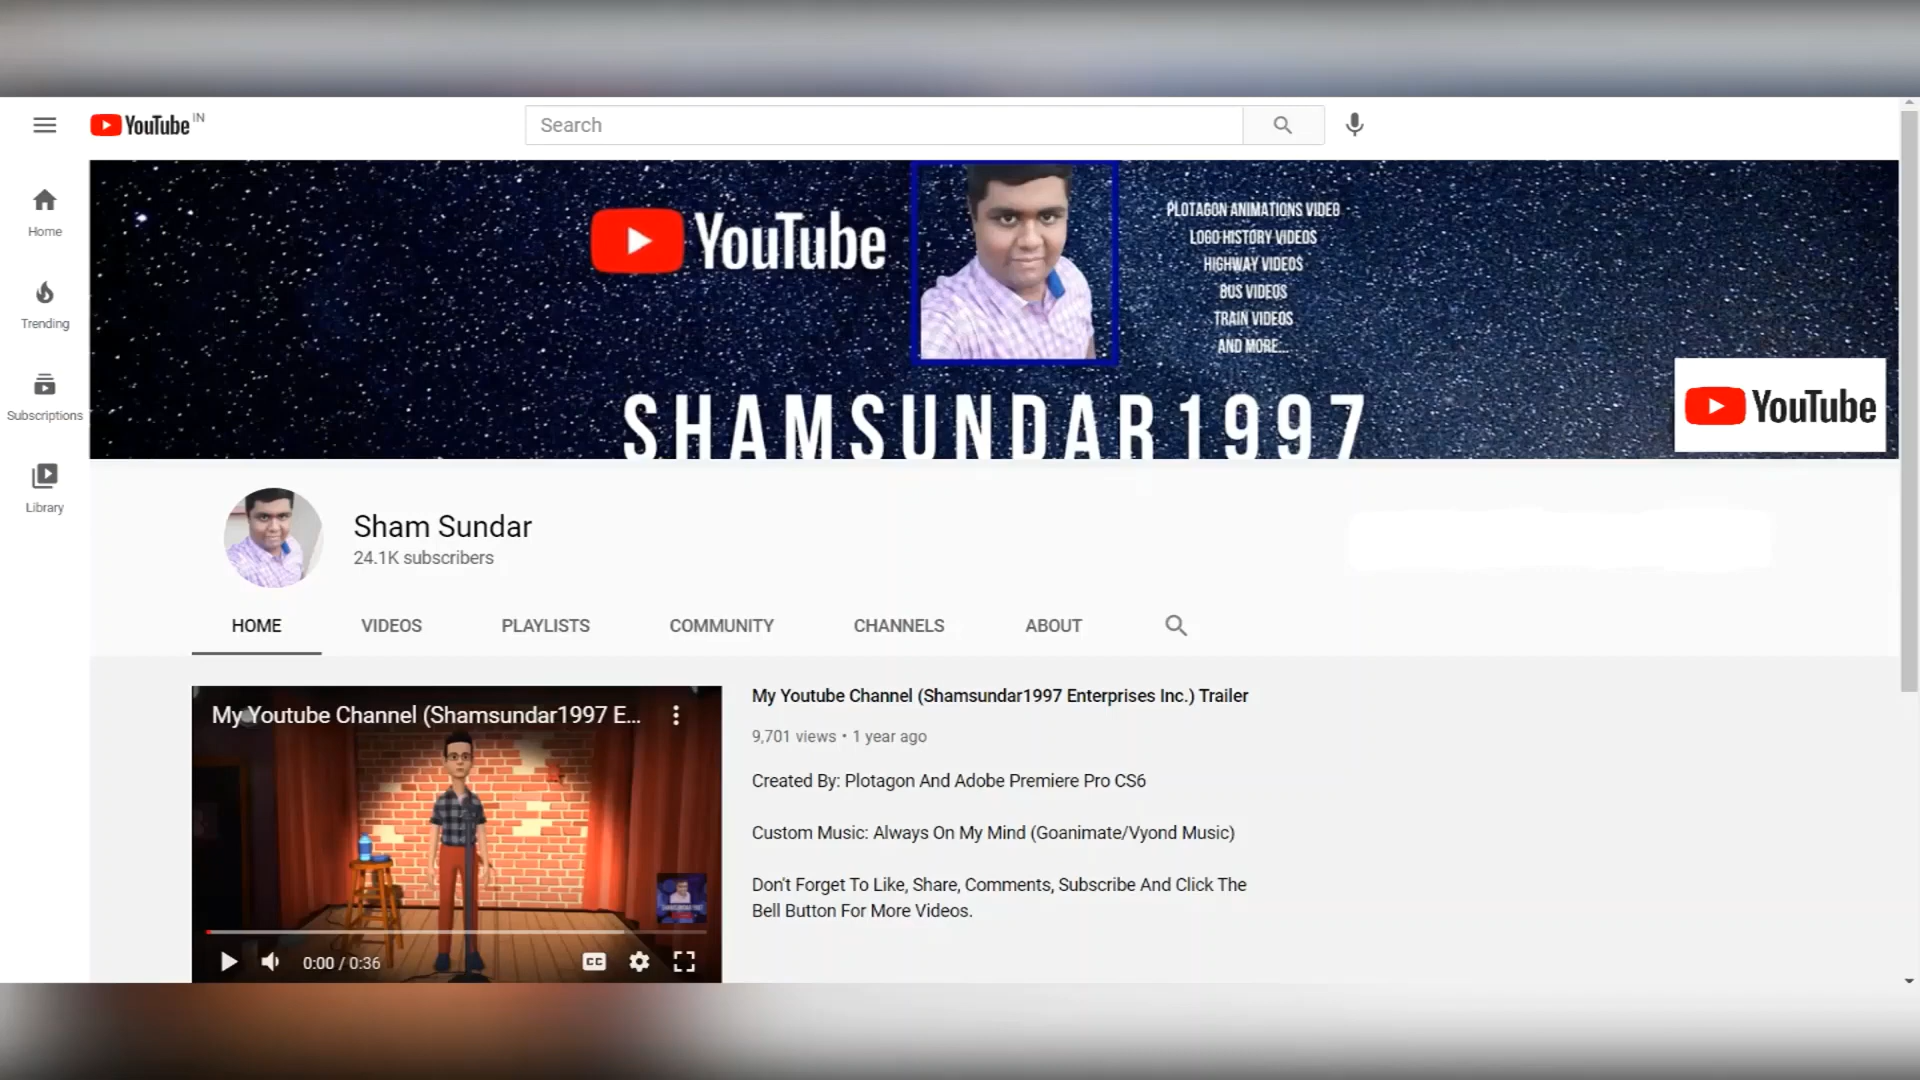 YouTube IN
Search
Home
Trending
Subscriptions
Library
YouTube
PLOTAGON ANIMATIONS VIDEO
LOGO HISTORY VIDEOS
HIGHWAY VIDEOS
BUS VIDEOS
TRAIN VIDEOS
AND MORE...
SHAMSUNDAR1997
YouTube
Sham Sundar
24.1K subscribers
HOME VIDEOS PLAYLISTS COMMUNITY CHANNELS ABOUT
My Youtube Channel (Shamsundar1997 E...
CC
0:00 / 0:36
My Youtube Channel (Shamsundar1997 Enterprises Inc.) Trailer
9,701 views • 1 year ago
Created By: Plotagon And Adobe Premiere Pro CS6
Custom Music: Always On My Mind (Goanimate/Vyond Music)
Don't Forget To Like, Share, Comments, Subscribe And Click The
Bell Button For More Videos.